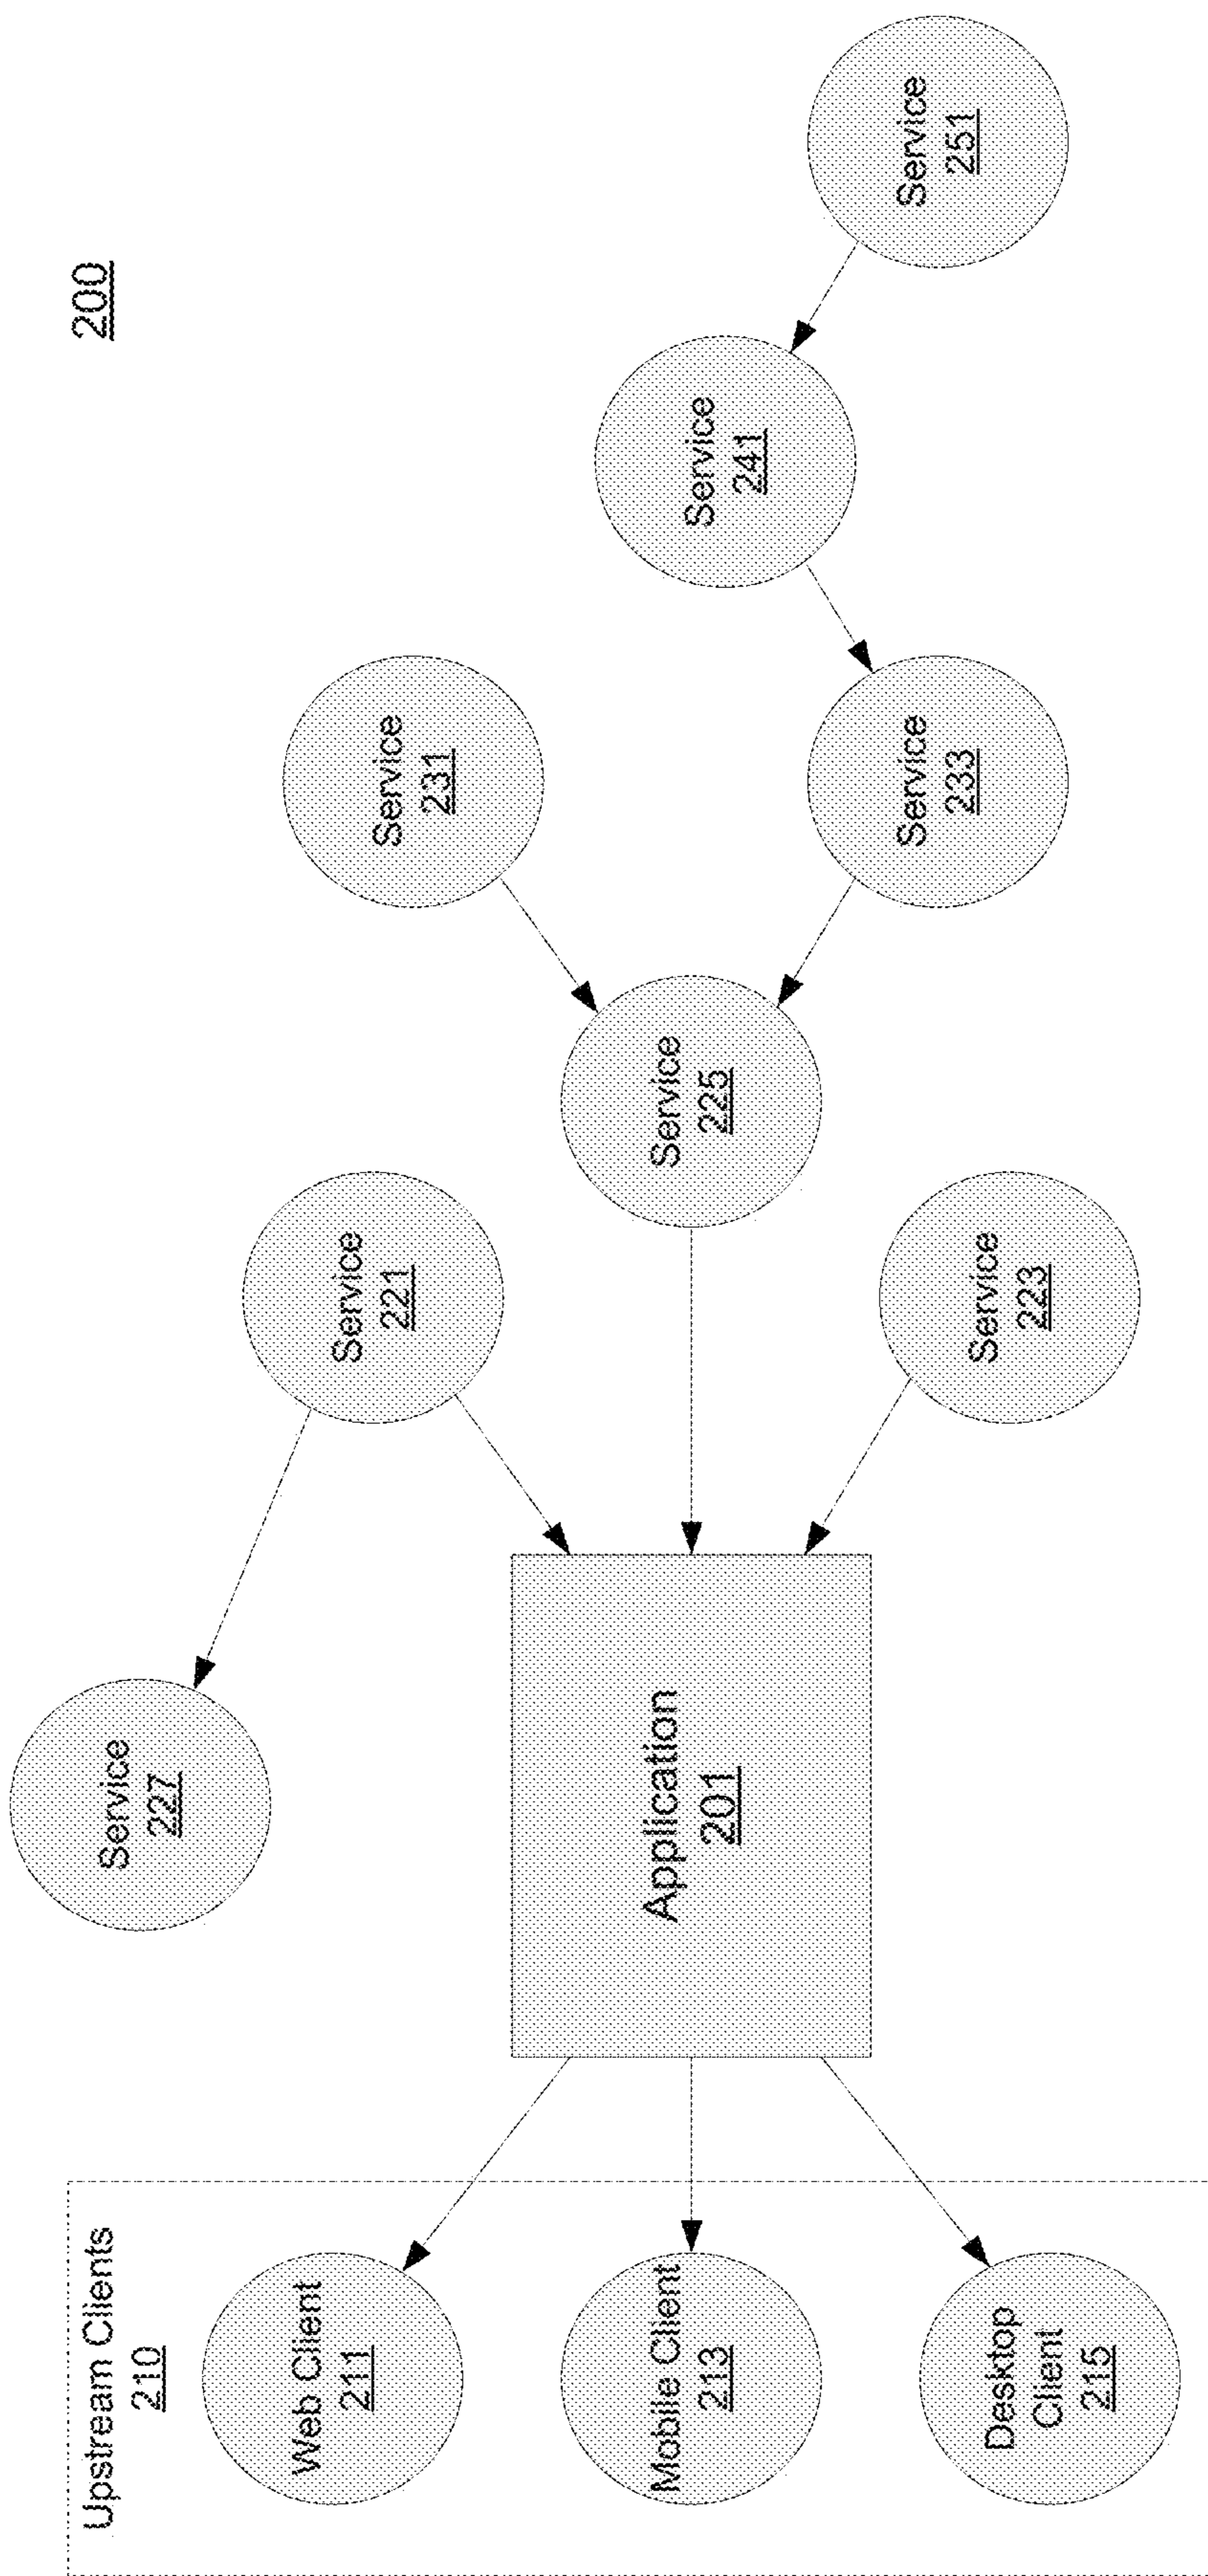 200
Upstream Clients
210
Web Client
211
Mobile Client
213
Desktop
Client
215
Application
201
Service
227
Service
221
Service
223
Service
225
Service
231
Service
233
Service
241
Service
251